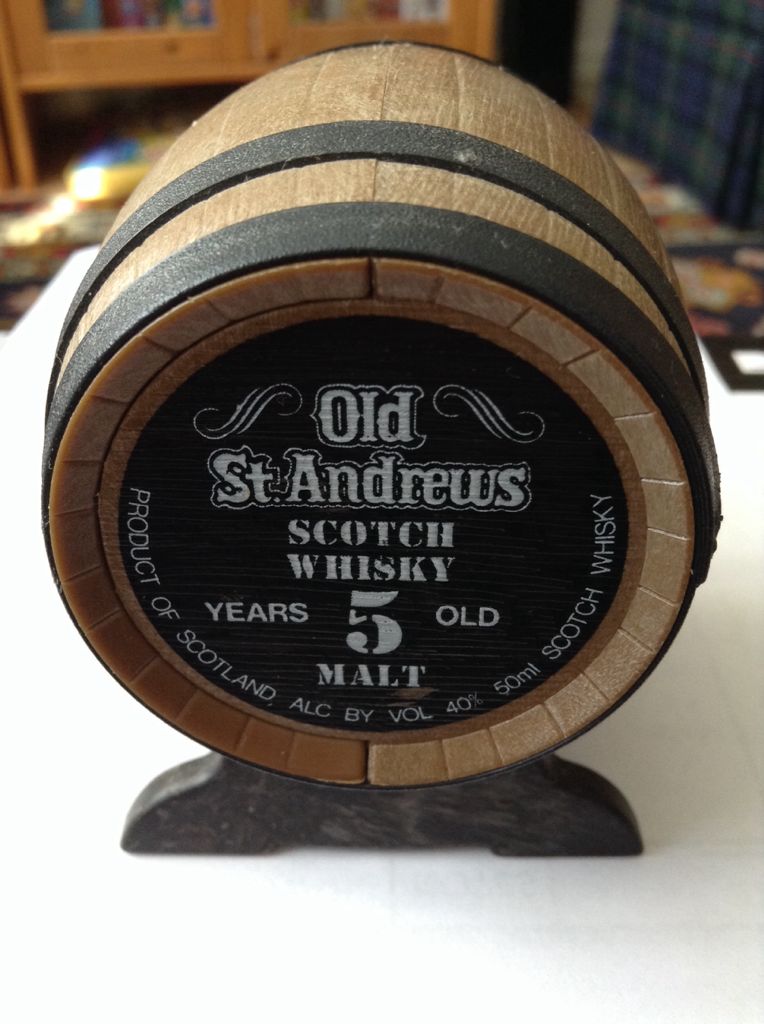 Old
St. Andrews
SCOTCH
WHISKY
YEARS 5 OLD
MALT
PRODUCT OF SCOTLAND, ALC BY VOL 40% 50ml SCOTCH WHISKY